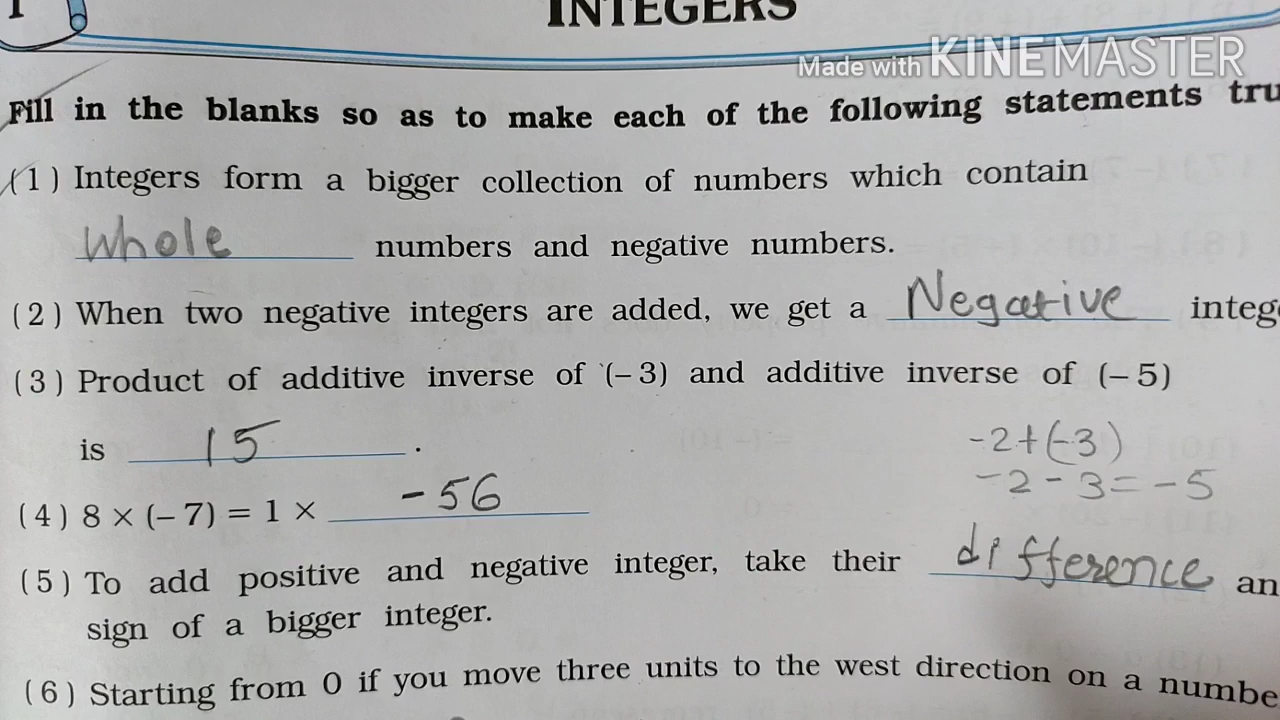 1
INTEGERS
Made with KINEMASTER
Fill in the blanks so as to make each of the following statements tru
(1) Integers form a bigger collection of numbers which contain
whole numbers and negative numbers.
(2) When two negative integers are added, we get a Negative integ
(3) Product of additive inverse of (–3) and additive inverse of (–5)
is 15 .
-2+(-3)
-2-3=-5
(4) 8 × (–7) = 1 × -56
(5) To add positive and negative integer, take their difference an
sign of a bigger integer.
(6) Starting from 0 if you move three units to the west direction on a numbe